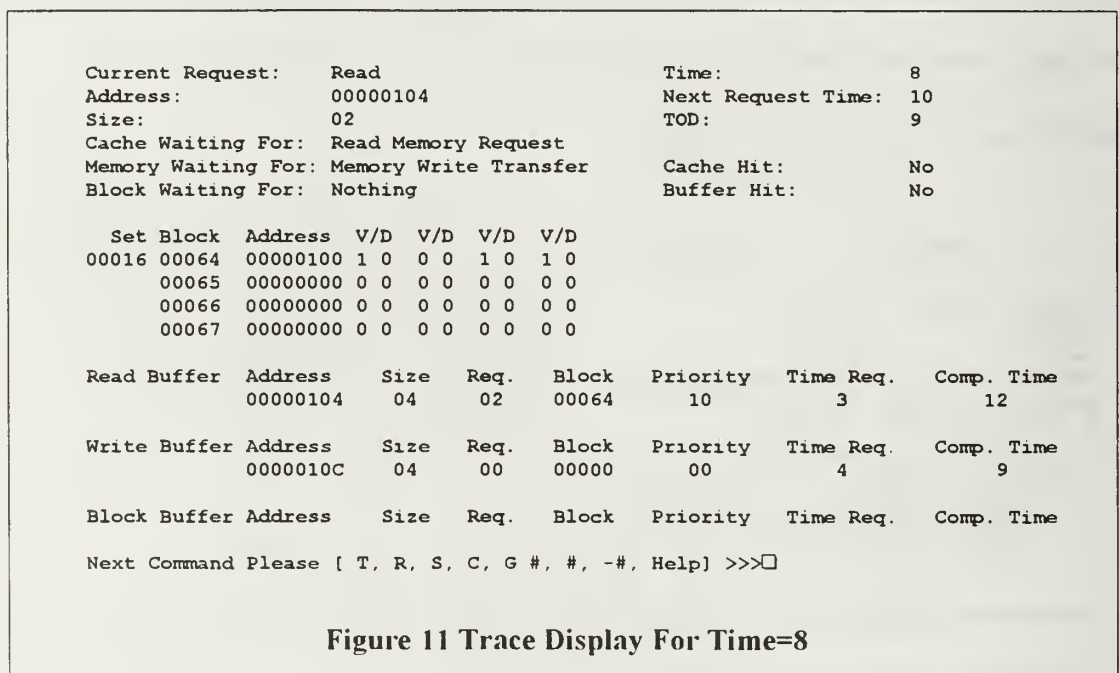 Current Request: Read Time: 8
Address: 00000104 Next Request Time: 10
Size: 02 TOD: 9
Cache Waiting For: Read Memory Request
Memory Waiting For: Memory Write Transfer Cache Hit: No
Block Waiting For: Nothing Buffer Hit: No
Set Block Address V/D V/D V/D V/D
00016 00064 00000100 1 0 0 0 1 0 1 0
00065 00000000 0 0 0 0 0 0 0 0
00066 00000000 0 0 0 0 0 0 0 0
00067 00000000 0 0 0 0 0 0 0 0
Read Buffer Address Size Req. Block Priority Time Req. Comp. Time
00000104 04 02 00064 10 3 12
Write Buffer Address Size Req. Block Priority Time Req. Comp. Time
0000010C 04 00 00000 00 4 9
Block Buffer Address Size Req. Block Priority Time Req. Comp. Time
Next Command Please [ T, R, S, C, G #, #, -#, Help] >>>
Figure 11 Trace Display For Time=8